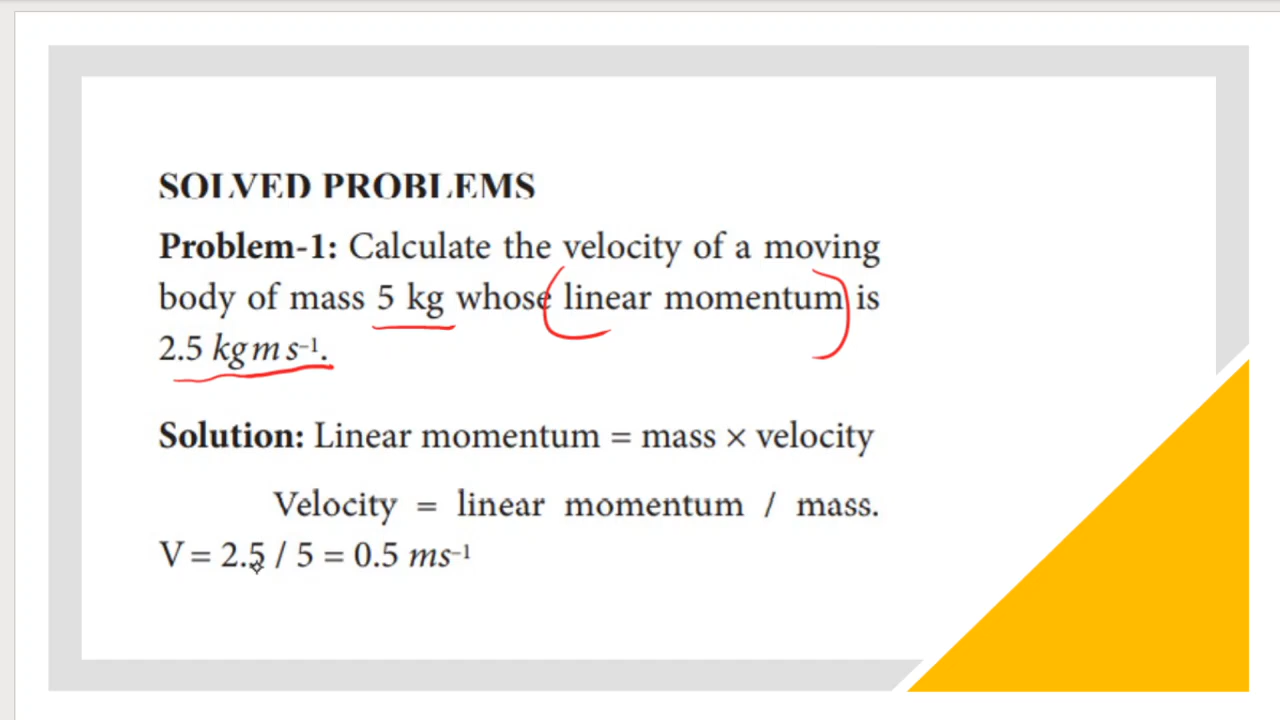 SOLVED PROBLEMS
Problem-1: Calculate the velocity of a moving
body of mass 5 kg whose linear momentum is
2.5 kg m s⁻¹.
Solution: Linear momentum = mass × velocity
Velocity = linear momentum / mass.
V = 2.5 / 5 = 0.5 ms⁻¹